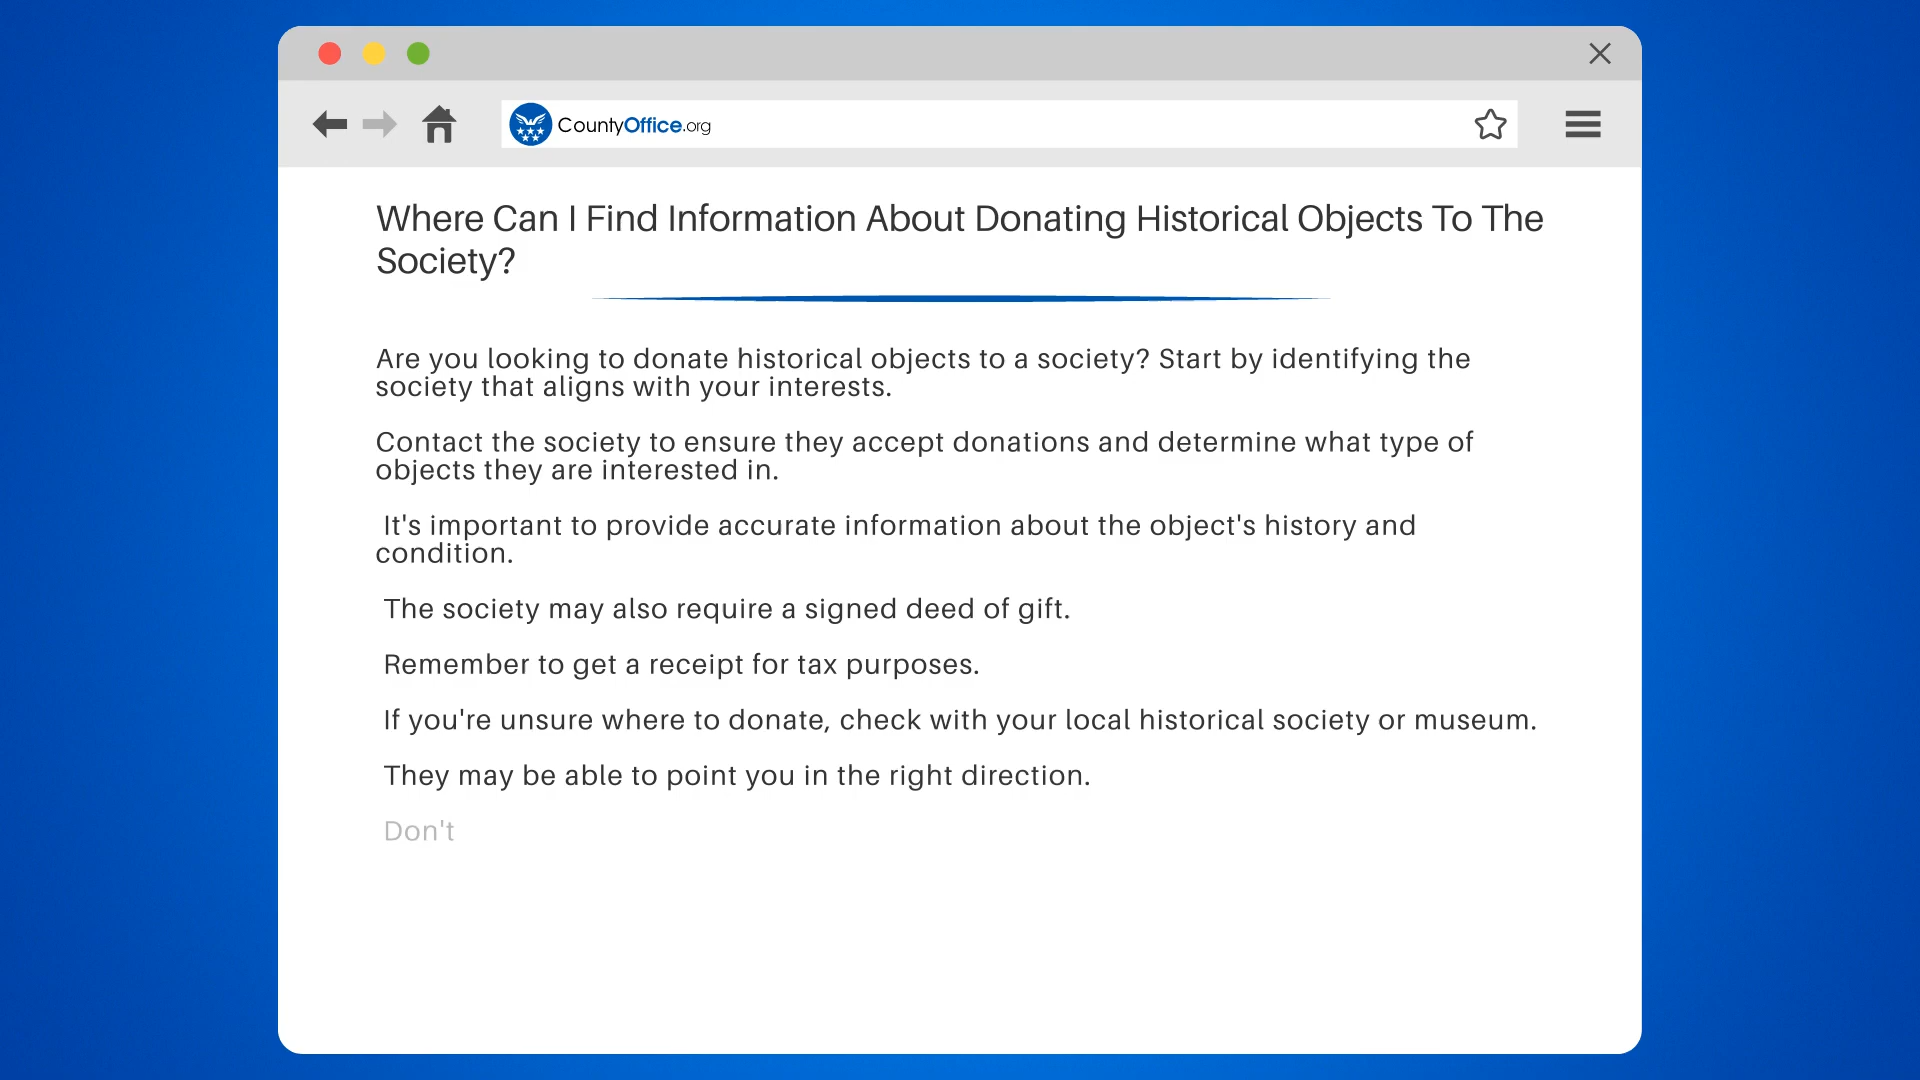 CountyOffice.org
Where Can I Find Information About Donating Historical Objects To The
Society?
Are you looking to donate historical objects to a society? Start by identifying the
society that aligns with your interests.
Contact the society to ensure they accept donations and determine what type of
objects they are interested in.
It's important to provide accurate information about the object's history and
condition.
The society may also require a signed deed of gift.
Remember to get a receipt for tax purposes.
If you're unsure where to donate, check with your local historical society or museum.
They may be able to point you in the right direction.
Don't